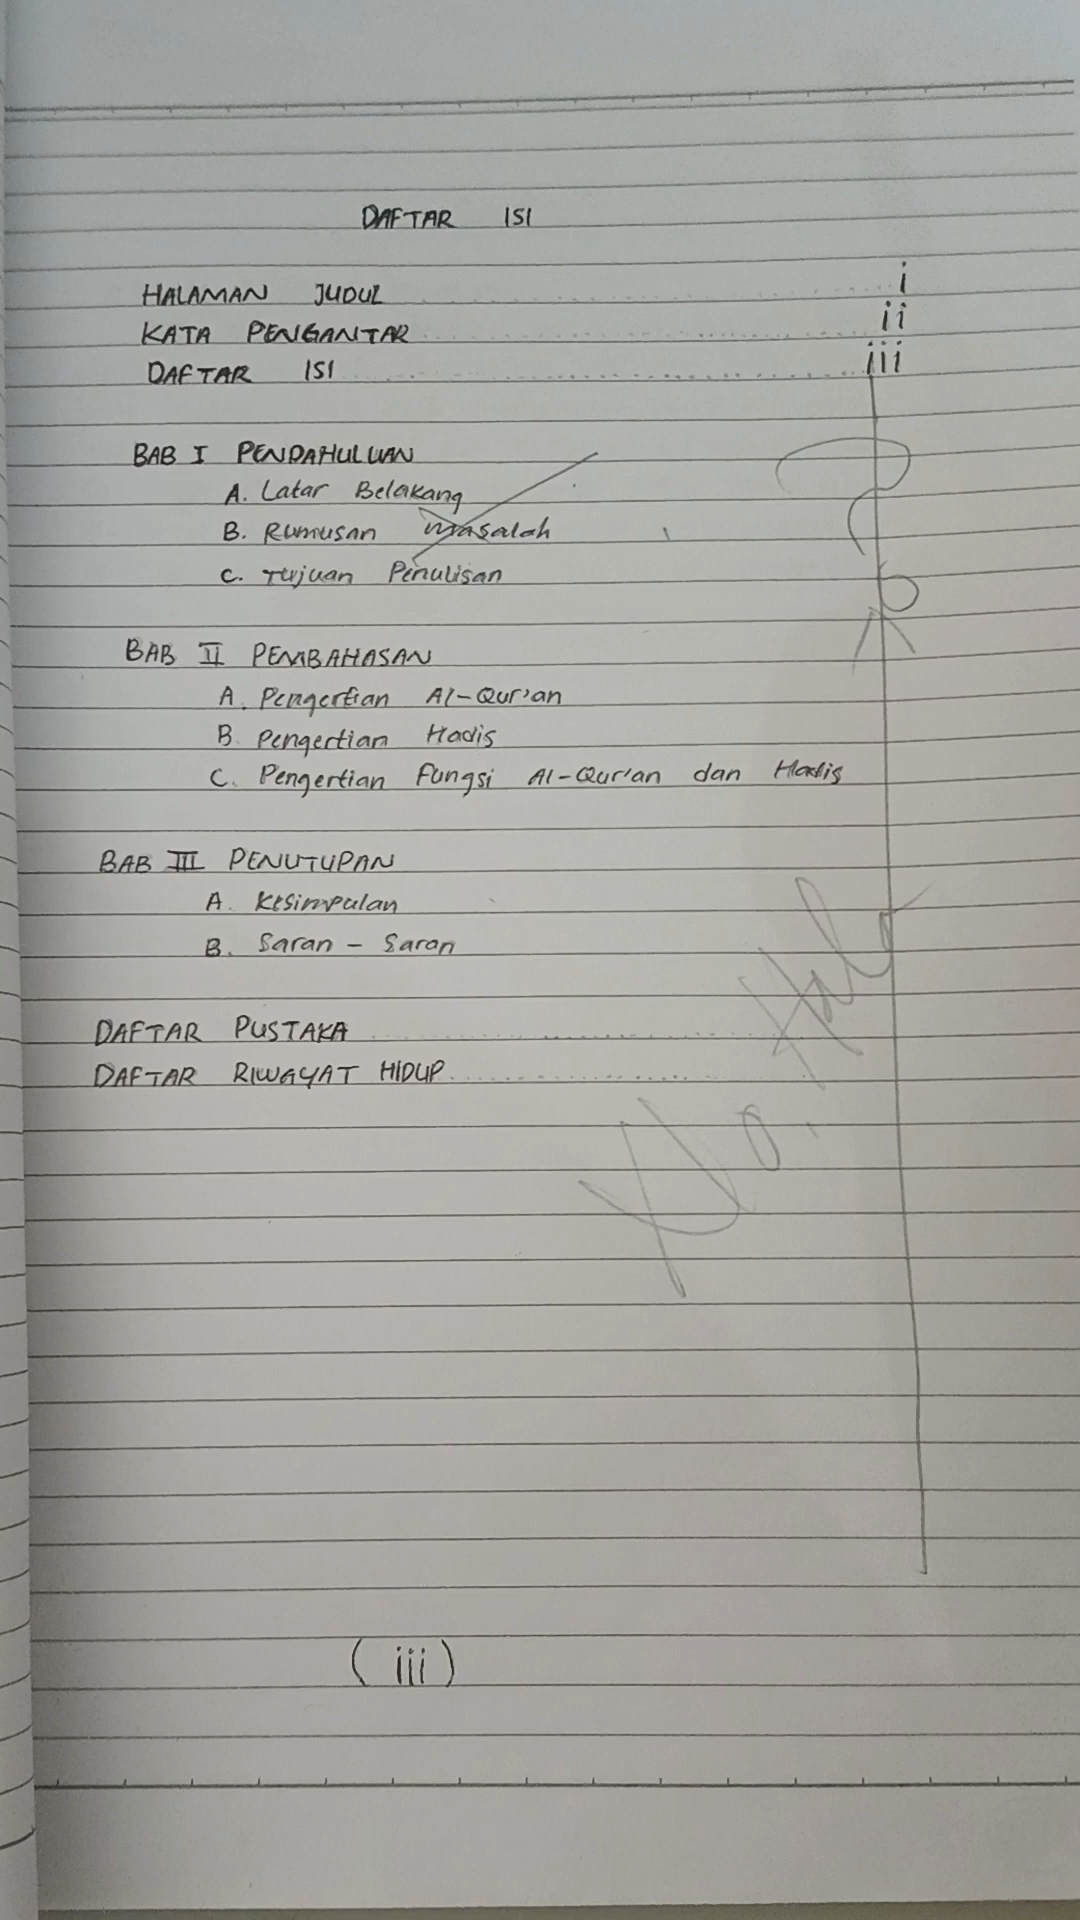 DAFTAR ISI
HALAMAN JUDUL ........ i
KATA PENGANTAR ........ ii
DAFTAR ISI ........ iii
BAB I PENDAHULUAN
A. Latar Belakang
B. Rumusan Masalah
C. Tujuan Penulisan
?
BAB II PEMBAHASAN
A. Pengertian Al-Qur'an
B. Pengertian Hadis
C. Pengertian Fungsi Al-Qur'an dan Hadis
BAB III PENUTUPAN
A. Kesimpulan
B. Saran - Saran
DAFTAR PUSTAKA ........
DAFTAR RIWAYAT HIDUP ........
No.
(iii)